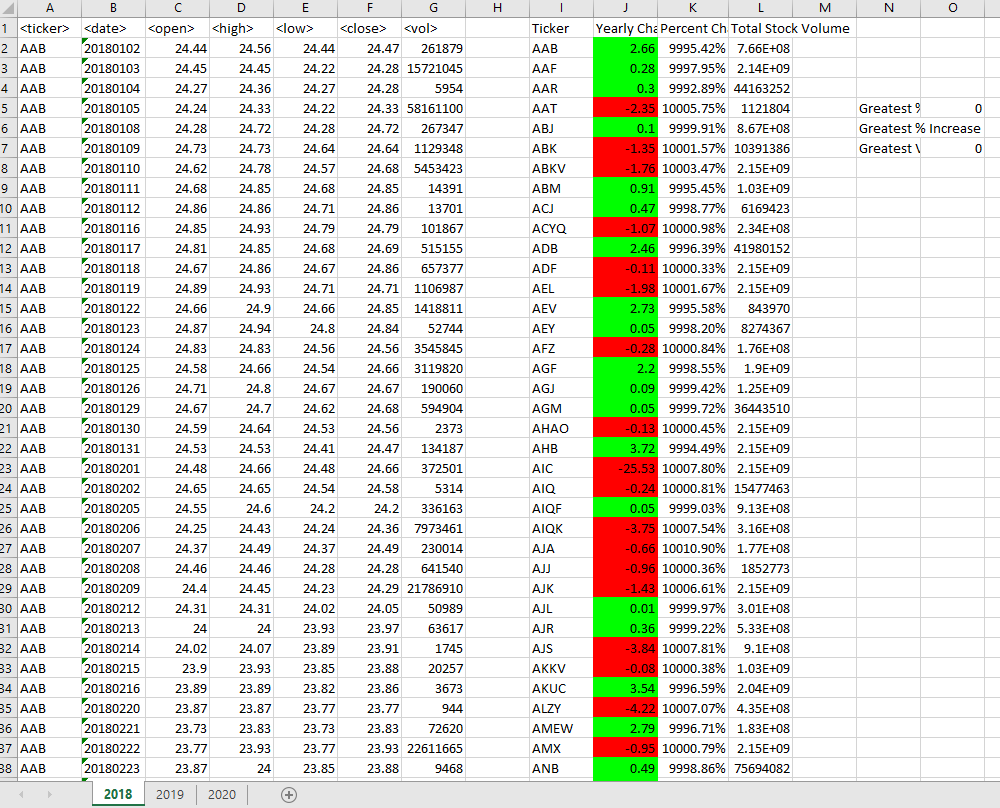 A B C D E F G H I J K L M N O
1 <ticker> <date> <open> <high> <low> <close> <vol> Ticker Yearly Cha Percent Ch Total Stock Volume
2 AAB 20180102 24.44 24.56 24.44 24.47 261879 AAB 2.66 9995.42% 7.66E+08
3 AAB 20180103 24.45 24.45 24.22 24.28 15721045 AAF 0.28 9997.95% 2.14E+09
4 AAB 20180104 24.27 24.36 24.27 24.28 5954 AAR 0.3 9992.89% 44163252
5 AAB 20180105 24.24 24.33 24.22 24.33 58161100 AAT -2.35 10005.75% 1121804 Greatest % 0
6 AAB 20180108 24.28 24.72 24.28 24.72 267347 ABJ 0.1 9999.91% 8.67E+08 Greatest % Increase
7 AAB 20180109 24.73 24.73 24.64 24.64 1129348 ABK -1.35 10001.57% 10391386 Greatest V 0
8 AAB 20180110 24.62 24.78 24.57 24.68 5453423 ABKV -1.76 10003.47% 2.15E+09
9 AAB 20180111 24.68 24.85 24.68 24.85 14391 ABM 0.91 9995.45% 1.03E+09
10 AAB 20180112 24.86 24.86 24.71 24.86 13701 ACJ 0.47 9998.77% 6169423
11 AAB 20180116 24.85 24.93 24.79 24.79 101867 ACYQ -1.07 10000.98% 2.34E+08
12 AAB 20180117 24.81 24.85 24.68 24.69 515155 ADB 2.46 9996.39% 41980152
13 AAB 20180118 24.67 24.86 24.67 24.86 657377 ADF -0.11 10000.33% 2.15E+09
14 AAB 20180119 24.89 24.93 24.71 24.71 1106987 AEL -1.98 10001.67% 2.15E+09
15 AAB 20180122 24.66 24.9 24.66 24.85 1418811 AEV 2.73 9995.58% 843970
16 AAB 20180123 24.87 24.94 24.8 24.84 52744 AEY 0.05 9998.20% 8274367
17 AAB 20180124 24.83 24.83 24.56 24.56 3545845 AFZ -0.28 10000.84% 1.76E+08
18 AAB 20180125 24.58 24.66 24.54 24.66 3119820 AGF 2.2 9998.55% 1.9E+09
19 AAB 20180126 24.71 24.8 24.67 24.67 190060 AGJ 0.09 9999.42% 1.25E+09
20 AAB 20180129 24.67 24.7 24.62 24.68 594904 AGM 0.05 9999.72% 36443510
21 AAB 20180130 24.59 24.64 24.53 24.56 2373 AHAO -0.13 10000.45% 2.15E+09
22 AAB 20180131 24.53 24.53 24.41 24.47 134187 AHB 3.72 9994.49% 2.15E+09
23 AAB 20180201 24.48 24.66 24.48 24.66 372501 AIC -25.53 10007.80% 2.15E+09
24 AAB 20180202 24.65 24.65 24.54 24.58 5314 AIQ -0.24 10000.81% 15477463
25 AAB 20180205 24.55 24.6 24.2 24.2 336163 AIQF 0.05 9999.03% 9.13E+08
26 AAB 20180206 24.25 24.43 24.24 24.36 7973461 AIQK -3.75 10007.54% 3.16E+08
27 AAB 20180207 24.37 24.49 24.37 24.49 230014 AJA -0.66 10010.90% 1.77E+08
28 AAB 20180208 24.46 24.46 24.28 24.28 641540 AJJ -0.96 10000.36% 1852773
29 AAB 20180209 24.4 24.45 24.23 24.29 21786910 AJK -1.43 10006.61% 2.15E+09
30 AAB 20180212 24.31 24.31 24.02 24.05 50989 AJL 0.01 9999.97% 3.01E+08
31 AAB 20180213 24 24 23.93 23.97 63617 AJR 0.36 9999.22% 5.33E+08
32 AAB 20180214 24.02 24.07 23.89 23.91 1745 AJS -3.84 10007.81% 9.1E+08
33 AAB 20180215 23.9 23.93 23.85 23.88 20257 AKKV -0.08 10000.38% 1.03E+09
34 AAB 20180216 23.89 23.89 23.82 23.86 3673 AKUC 3.54 9996.59% 2.04E+09
35 AAB 20180220 23.87 23.87 23.77 23.77 944 ALZY -4.22 10007.07% 4.35E+08
36 AAB 20180221 23.73 23.83 23.73 23.83 72620 AMEW 2.79 9996.71% 1.83E+08
37 AAB 20180222 23.77 23.93 23.77 23.93 22611665 AMX -0.95 10000.79% 2.15E+09
38 AAB 20180223 23.87 24 23.85 23.88 9468 ANB 0.49 9998.86% 75694082
2018 2019 2020